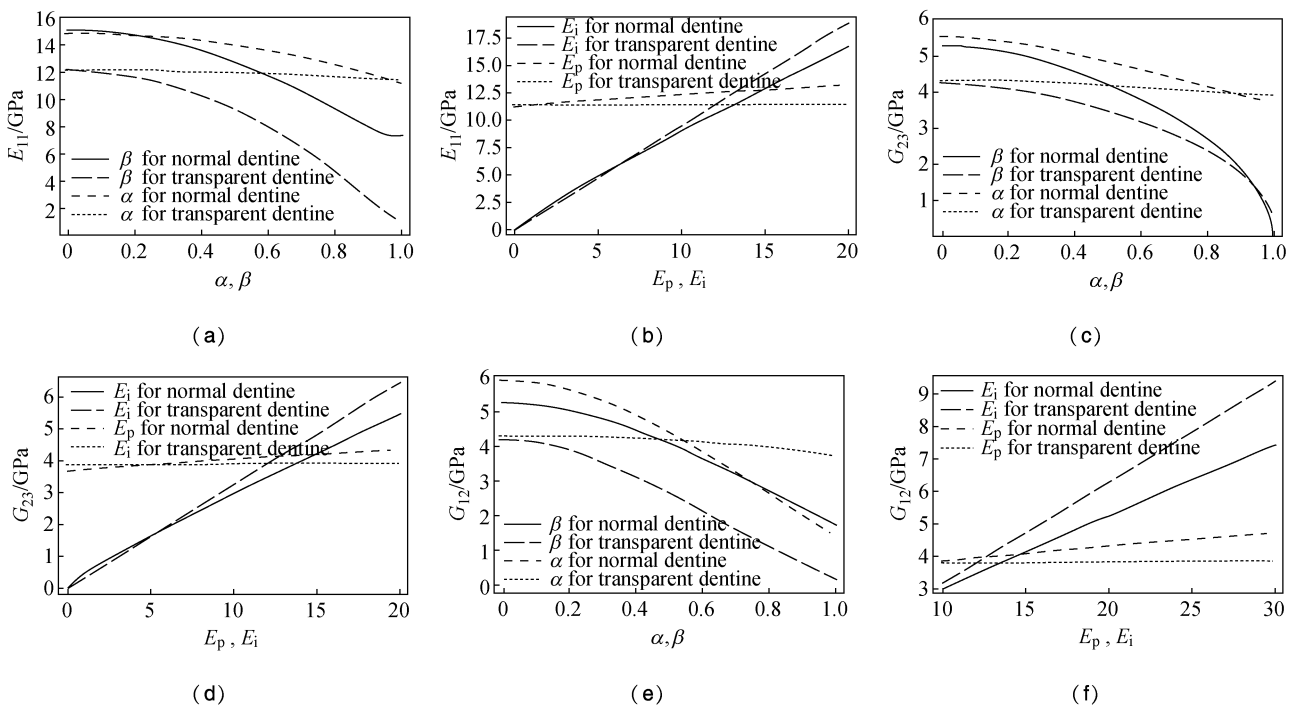 16
14
12
10
8
6
4
2
E11/GPa
β for normal dentine
β for transparent dentine
α for normal dentine
α for transparent dentine
0 0.2 0.4 0.6 0.8 1.0
α, β
(a)
17.5
15.0
12.5
10.0
7.5
5.0
2.5
0
E11/GPa
Ei for normal dentine
Ei for transparent dentine
Ep for normal dentine
Ep for transparent dentine
0 5 10 15 20
Ep , Ei
(b)
6
5
4
3
2
1
G23/GPa
β for normal dentine
β for transparent dentine
α for normal dentine
α for transparent dentine
0 0.2 0.4 0.6 0.8 1.0
α,β
(c)
6
5
4
3
2
1
0
G23/GPa
Ei for normal dentine
Ei for transparent dentine
Ep for normal dentine
Ei for transparent dentine
0 5 10 15 20
Ep , Ei
(d)
6
5
4
3
2
1
0
G12/GPa
β for normal dentine
β for transparent dentine
α for normal dentine
α for transparent dentine
0 0.2 0.4 0.6 0.8 1.0
α,β
(e)
9
8
7
6
5
4
3
G12/GPa
Ei for normal dentine
Ei for transparent dentine
Ep for normal dentine
Ep for transparent dentine
10 15 20 25 30
Ep , Ei
(f)